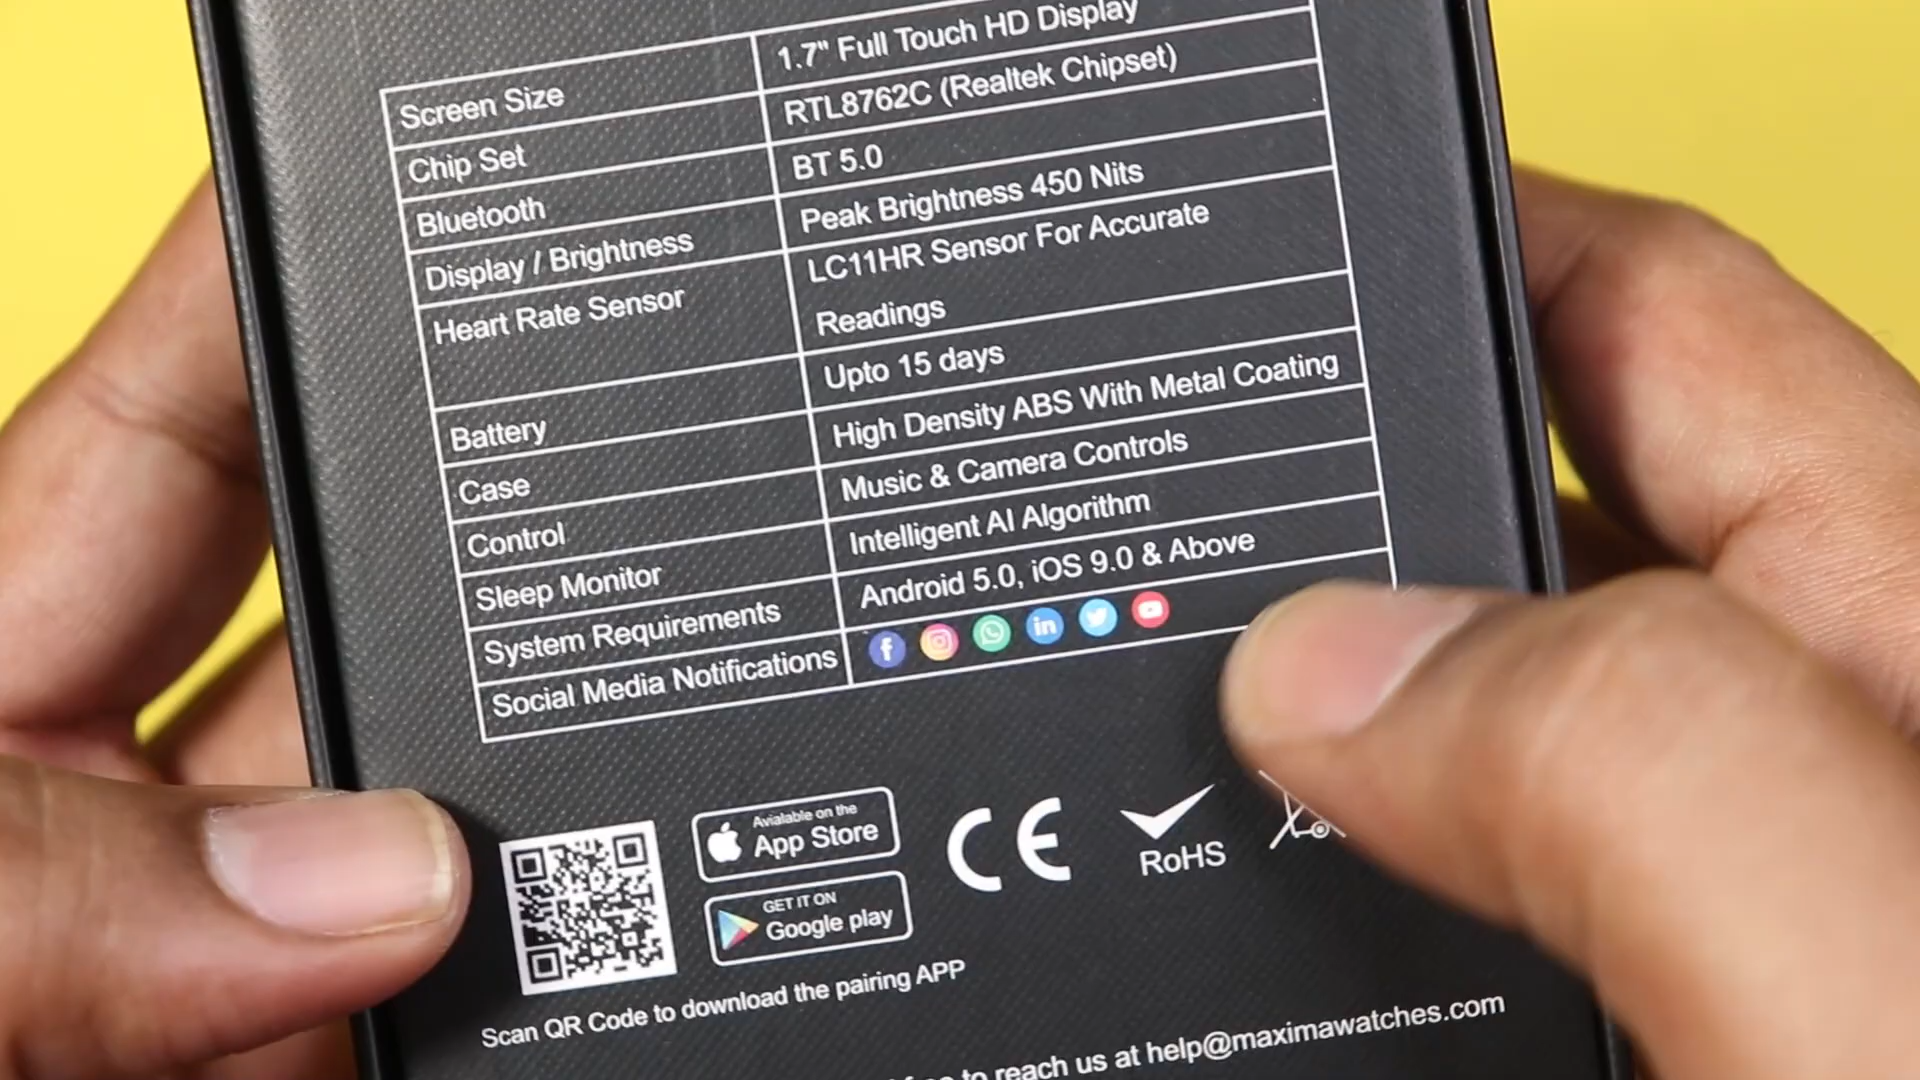 Screen Size 1.7" Full Touch HD Display
Chip Set RTL8762C (Realtek Chipset)
Bluetooth BT 5.0
Display / Brightness Peak Brightness 450 Nits
Heart Rate Sensor LC11HR Sensor For Accurate
Readings
Battery Upto 15 days
Case High Density ABS With Metal Coating
Control Music & Camera Controls
Sleep Monitor Intelligent AI Algorithm
System Requirements Android 5.0, iOS 9.0 & Above
Social Media Notifications
Avialable on the
App Store
GET IT ON
Google play
CE
RoHS
Scan QR Code to download the pairing APP
to reach us at help@maximawatches.com